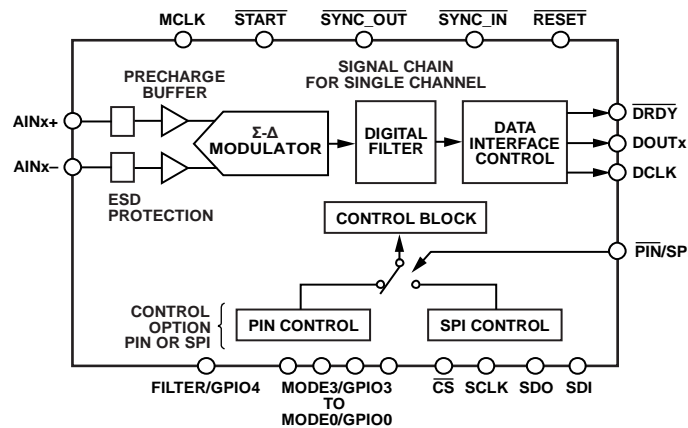 MCLK START SYNC_OUT SYNC_IN RESET
PRECHARGE
BUFFER
SIGNAL CHAIN
FOR SINGLE CHANNEL
AINx+
AINx–
Σ-Δ
MODULATOR
DIGITAL
FILTER
DATA
INTERFACE
CONTROL
DRDY
DOUTx
DCLK
ESD
PROTECTION
CONTROL BLOCK
PIN/SP
CONTROL
OPTION
PIN OR SPI
PIN CONTROL
SPI CONTROL
FILTER/GPIO4
MODE3/GPIO3
TO
MODE0/GPIO0
CS SCLK SDO SDI